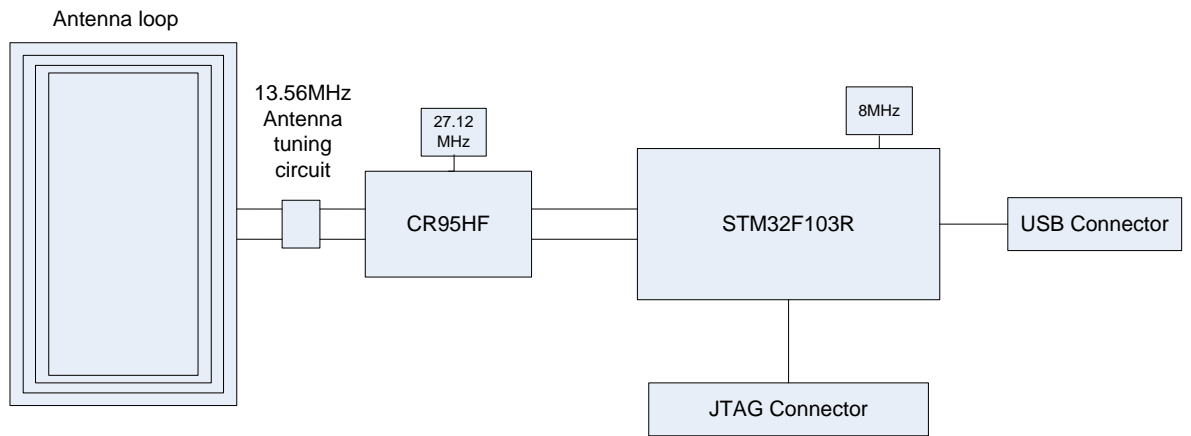 Antenna loop
13.56MHz
Antenna
tuning
circuit
27.12
MHz
CR95HF
8MHz
STM32F103R
USB Connector
JTAG Connector